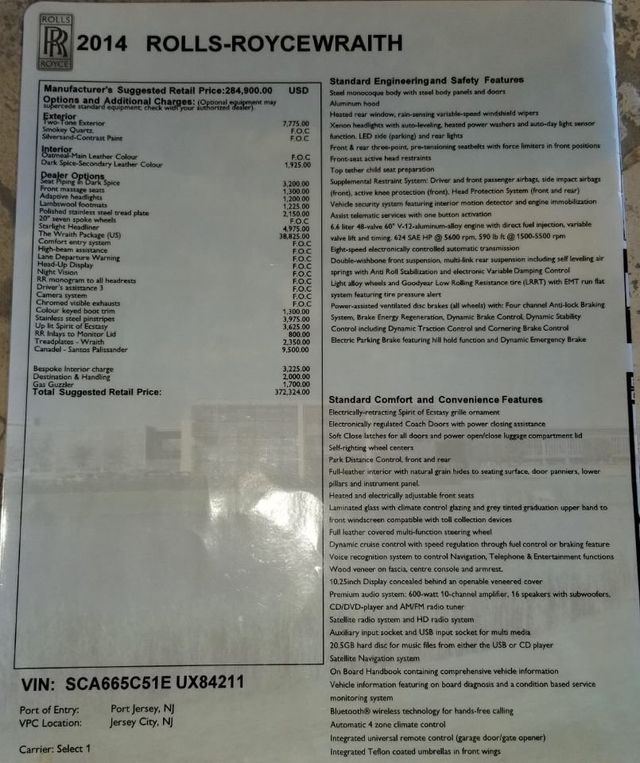 ROLLS
RR
ROYCE
2014 ROLLS-ROYCEWRAITH
Manufacturer's Suggested Retail Price:284,900.00 USD
Options and Additional Charges: (Optional equipment may
supercede standard equipment; check with your authorized dealer).
Exterior
Two-Tone Exterior 7,775.00
Smokey Quartz. F.O.C
Silversand-Contrast Paint F.O.C
Interior
Oatmeal-Main Leather Colour F.O.C
Dark Spice-Secondary Leather Colour 1,925.00
Dealer Options
Seat Piping in Dark Spice 3,200.00
Front massage seats 1,300.00
Adaptive headlights 1,200.00
Lambswool footmats 1,225.00
Polished stainless steel tread plate 2,150.00
20" seven spoke wheels F.O.C
Starlight Headliner 4,975.00
The Wraith Package (US) 38,825.00
Comfort entry system F.O.C
High-beam assistance F.O.C
Lane Departure Warning F.O.C
Head-Up Display F.O.C
Night Vision F.O.C
RR monogram to all headrests F.O.C
Driver's assistance 3 F.O.C
Camera system F.O.C
Chromed visible exhausts F.O.C
Colour keyed boot trim 1,300.00
Stainless steel pinstripes 3,975.00
Up lit Spirit of Ecstasy 3,625.00
RR Inlays to Monitor Lid 800.00
Treadplates - Wraith 2,350.00
Canadel - Santos Palissander 9,500.00
Bespoke Interior charge 3,225.00
Destination & Handling 2,000.00
Gas Guzzler 1,700.00
Total Suggested Retail Price: 372,324.00
VIN: SCA665C51E UX84211
Port of Entry: Port Jersey, NJ
VPC Location: Jersey City, NJ
Carrier: Select 1
Standard Engineeringand Safety Features
Steel monocoque body with steel body panels and doors
Aluminum hood
Heated rear window, rain-sensing variable-speed windshield wipers
Xenon headlights with auto-leveling, heated power washers and auto-day light sensor
function. LED side (parking) and rear lights
Front & rear three-point, pre-tensioning seatbelts with force limiters in front positions
Front-seat active head restraints
Top tether child seat preparation
Supplemental Restraint System: Driver and front passenger airbags, side impact airbags
(front), active knee protection (front), Head Protection System (front and rear)
Vehicle security system featuring interior motion detector and engine immobilization
Assist telematic services with one button activation
6.6 liter 48-valve 60° V-12-aluminum-alloy engine with direct fuel injection, variable
valve lift and timing. 624 SAE HP @ 5600 rpm, 590 lb ft @ 1500-5500 rpm
Eight-speed electronically controlled automatic transmission
Double-wishbone front suspension, multi-link rear suspension including self leveling air
springs with Anti Roll Stabilization and electronic Variable Damping Control
Light alloy wheels and Goodyear Low Rolling Resistance tire (LRRT) with EMT run flat
system featuring tire pressure alert
Power-assisted ventilated disc brakes (all wheels) with: Four channel Anti-lock Braking
System, Brake Energy Regeneration, Dynamic Brake Control, Dynamic Stability
Control including Dynamic Traction Control and Cornering Brake Control
Electric Parking Brake featuring hill hold function and Dynamic Emergency Brake
Standard Comfort and Convenience Features
Electrically-retracting Spirit of Ecstasy grille ornament
Electronically regulated Coach Doors with power closing assistance
Soft Close latches for all doors and power open/close luggage compartment lid
Self-righting wheel centers
Park Distance Control, front and rear
Full-leather interior with natural grain hides to seating surface, door panniers, lower
pillars and instrument panel.
Heated and electrically adjustable front seats
Laminated glass with climate control glazing and grey tinted graduation upper band to
front windscreen compatible with toll collection devices
Full leather covered multi-function steering wheel
Dynamic cruise control with speed regulation through fuel control or braking feature
Voice recognition system to control Navigation, Telephone & Entertainment functions
Wood veneer on fascia, centre console and armrest.
10.25inch Display concealed behind an openable veneered cover
Premium audio system: 600-watt 10-channel amplifier, 16 speakers with subwoofers,
CD/DVD-player and AM/FM radio tuner
Satellite radio system and HD radio system
Auxiliary input socket and USB input socket for multi media
20.5GB hard disc for music files from either the USB or CD player
Satellite Navigation system
On Board Handbook containing comprehensive vehicle information
Vehicle information featuring on board diagnosis and a condition based service
monitoring system
Bluetooth® wireless technology for hands-free calling
Automatic 4 zone climate control
Integrated universal remote control (garage door/gate opener)
Integrated Teflon coated umbrellas in front wings